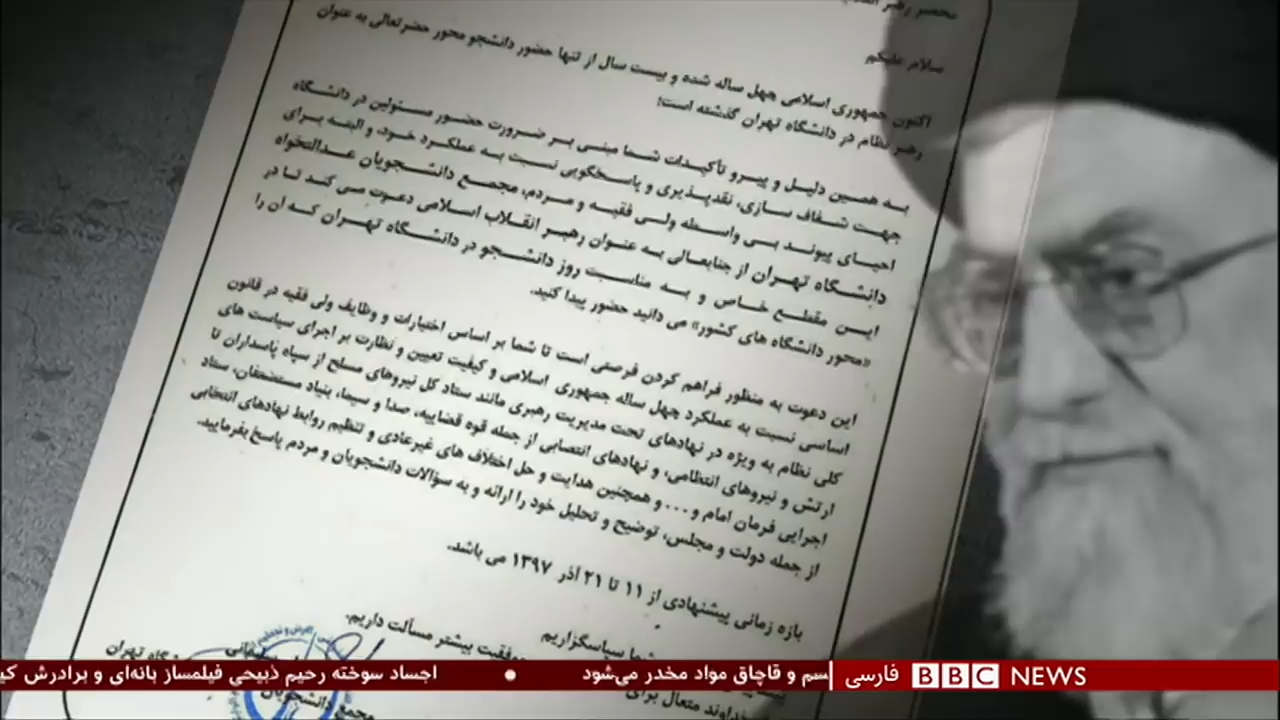 محضر رهبر
سلام علیکم
اکنون جمهوری اسلامی چهل ساله شده و بیست سال از تنها حضور دانشجو محور حضرتعالی به عنوان
رهبر نظام در دانشگاه تهران گذشته است؛
به همین دلیل و پیرو تأکیدات شما مبنی بر ضرورت حضور مسئولین در دانشگاه
جهت شفاف سازی، نقدپذیری و پاسخگویی نسبت به عملکرد خود، و البته برای
احیای پیوند بی واسطه ولی فقیه و مردم، مجمع دانشجویان عدالتخواه
دانشگاه تهران از جنابعالی به عنوان رهبر انقلاب اسلامی دعوت می کند تا در
این مقطع خاص و به مناسبت روز دانشجو در دانشگاه تهران که آن را
«محور دانشگاه های کشور» می دانید حضور پیدا کنید.
این دعوت به منظور فراهم کردن فرصتی است تا شما بر اساس اختیارات و وظایف ولی فقیه در قانون
اساسی نسبت به عملکرد چهل ساله جمهوری اسلامی و کیفیت تعیین و نظارت بر اجرای سیاست های
کلی نظام به ویژه در نهادهای تحت مدیریت رهبری مانند ستاد کل نیروهای مسلح از سپاه پاسداران تا
ارتش و نیروهای انتظامی، و نهادهای انتصابی از جمله قوه قضاییه، صدا و سیما، بنیاد مستضعفان، ستاد
اجرایی فرمان امام و... و همچنین هدایت و حل اختلاف های غیرعادی و تنظیم روابط نهادهای انتخابی
از جمله دولت و مجلس، توضیح و تحلیل خود را ارائه و به سؤالات دانشجویان و مردم پاسخ بفرمایید.
بازه زمانی پیشنهادی از ۱۱ تا ۲۱ آذر ۱۳۹۷ می باشد.
شما سپاسگزاریم
خداوند متعال برای
موفقیت بیشتر مسألت داریم.
مجمع دانشجویان
دانشگاه تهران
سم و قاچاق مواد مخدر می‌شود • اجساد سوخته رحیم ذبیحی فیلمساز بانه‌ای و برادرش
BBC NEWS فارسی